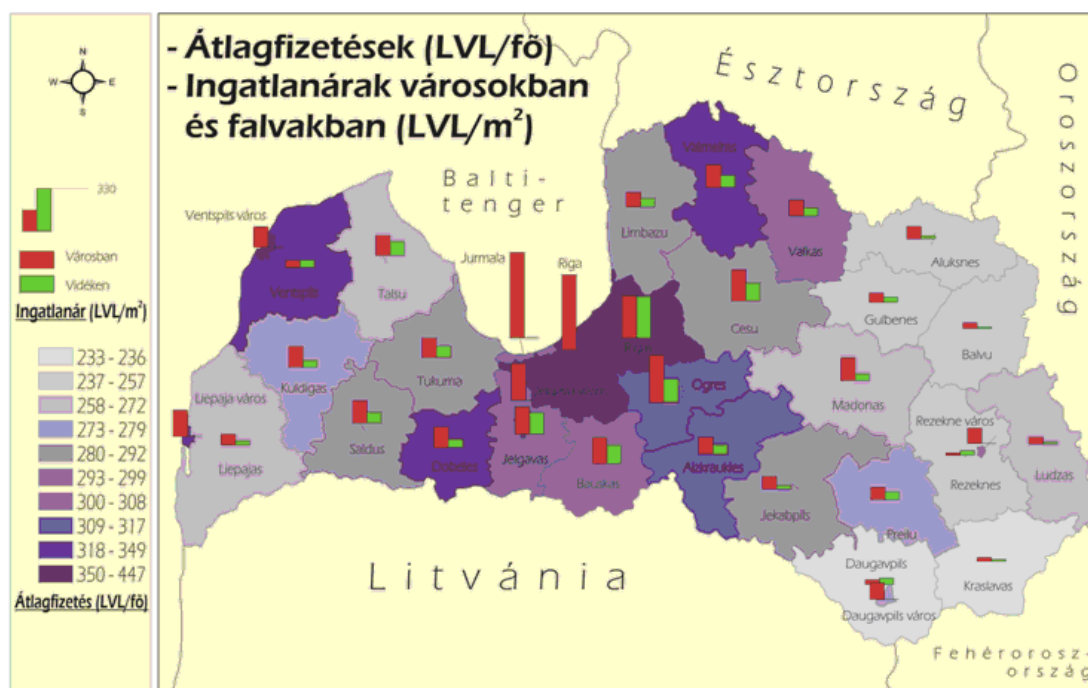 - Átlagfizetések (LVL/fõ)
- Ingatlanárak városokban
és falvakban (LVL/m²)
N
W
E
S
330
Városban
Vidéken
Ingatlanár (LVL/m²)
233 - 236
237 - 257
258 - 272
273 - 279
280 - 292
293 - 299
300 - 308
309 - 317
318 - 349
350 - 447
Átlagfizetés (LVL/fõ)
Észtország
Oroszország
Balti-
tenger
Litvánia
Fehérorosz-
ország
Ventspils város
Ventspils
Talsu
Jurmala
Riga
Limbazu
Valmieras
Valkas
Aluksnes
Gulbenes
Balvu
Cesu
Rigas
Kuldigas
Tukuma
Ogres
Madonas
Liepaja város
Liepajas
Saldus
Dobeles
Jelgavas
Bauskas
Aizkraukles
Jekabpils
Preilu
Rezekne város
Rezeknes
Ludzas
Daugavpils
Daugavpils város
Kraslavas